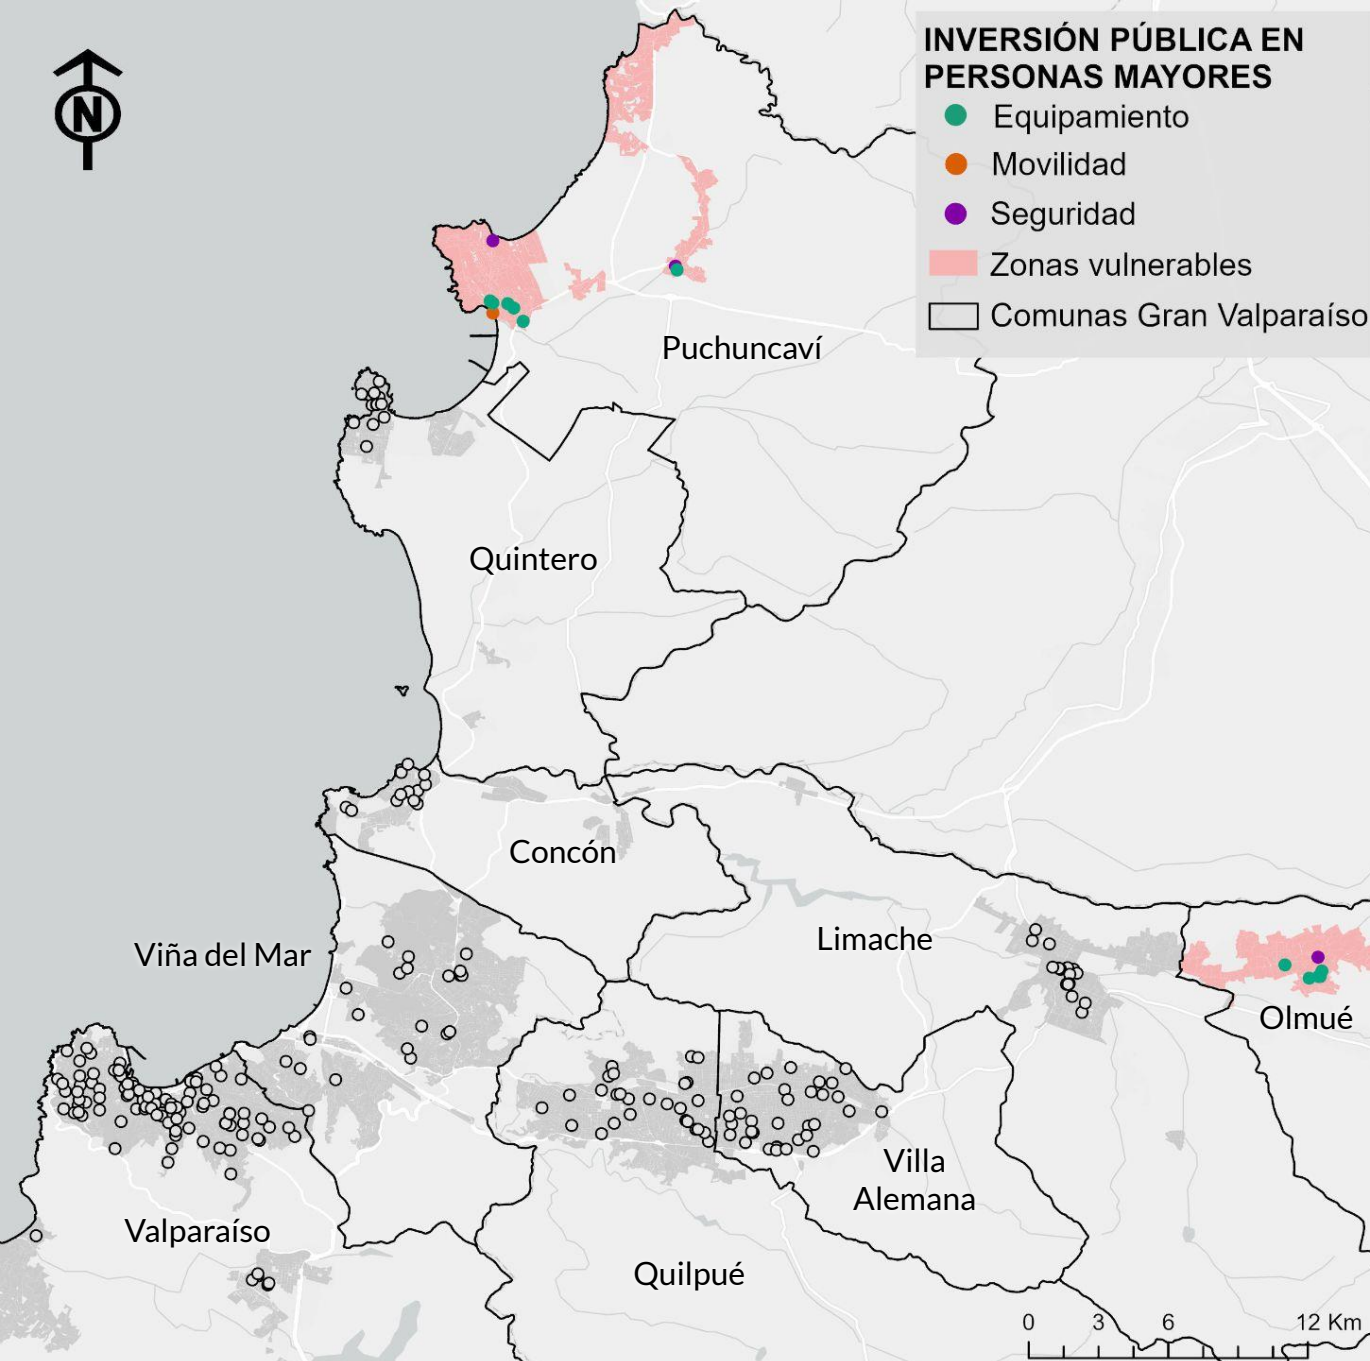 N
INVERSIÓN PÚBLICA EN
PERSONAS MAYORES
Equipamiento
Movilidad
Seguridad
Zonas vulnerables
Comunas Gran Valparaíso
Puchuncaví
Quintero
Concón
Viña del Mar
Limache
Olmué
Villa
Alemana
Valparaíso
Quilpué
0 3 6 12 Km